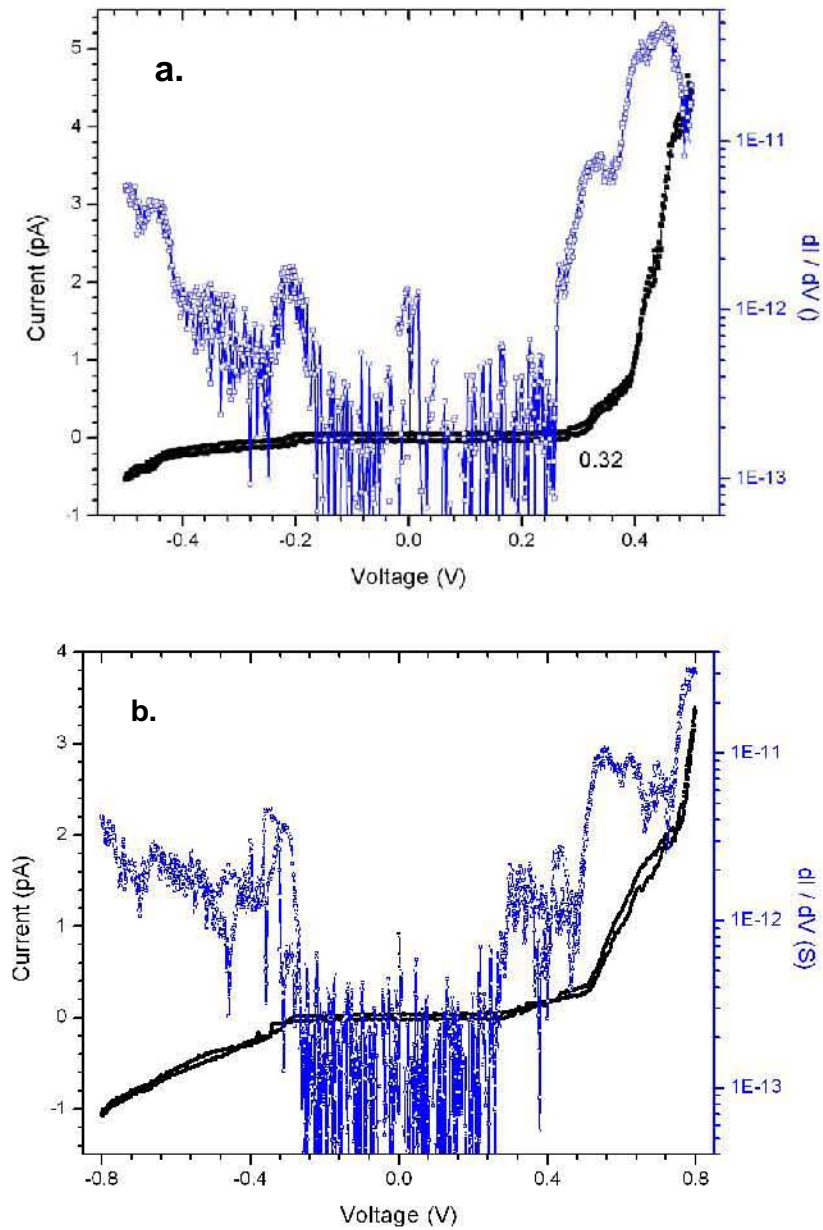 a.
5
4
3
2
1
0
-1
Current (pA)
1E-11
1E-12
1E-13
dI / dV ()
0.32
-0.4
-0.2
0.0
0.2
0.4
Voltage (V)
b.
4
3
2
1
0
-1
Current (pA)
1E-11
1E-12
1E-13
dI / dV (S)
-0.8
-0.4
0.0
0.4
0.8
Voltage (V)